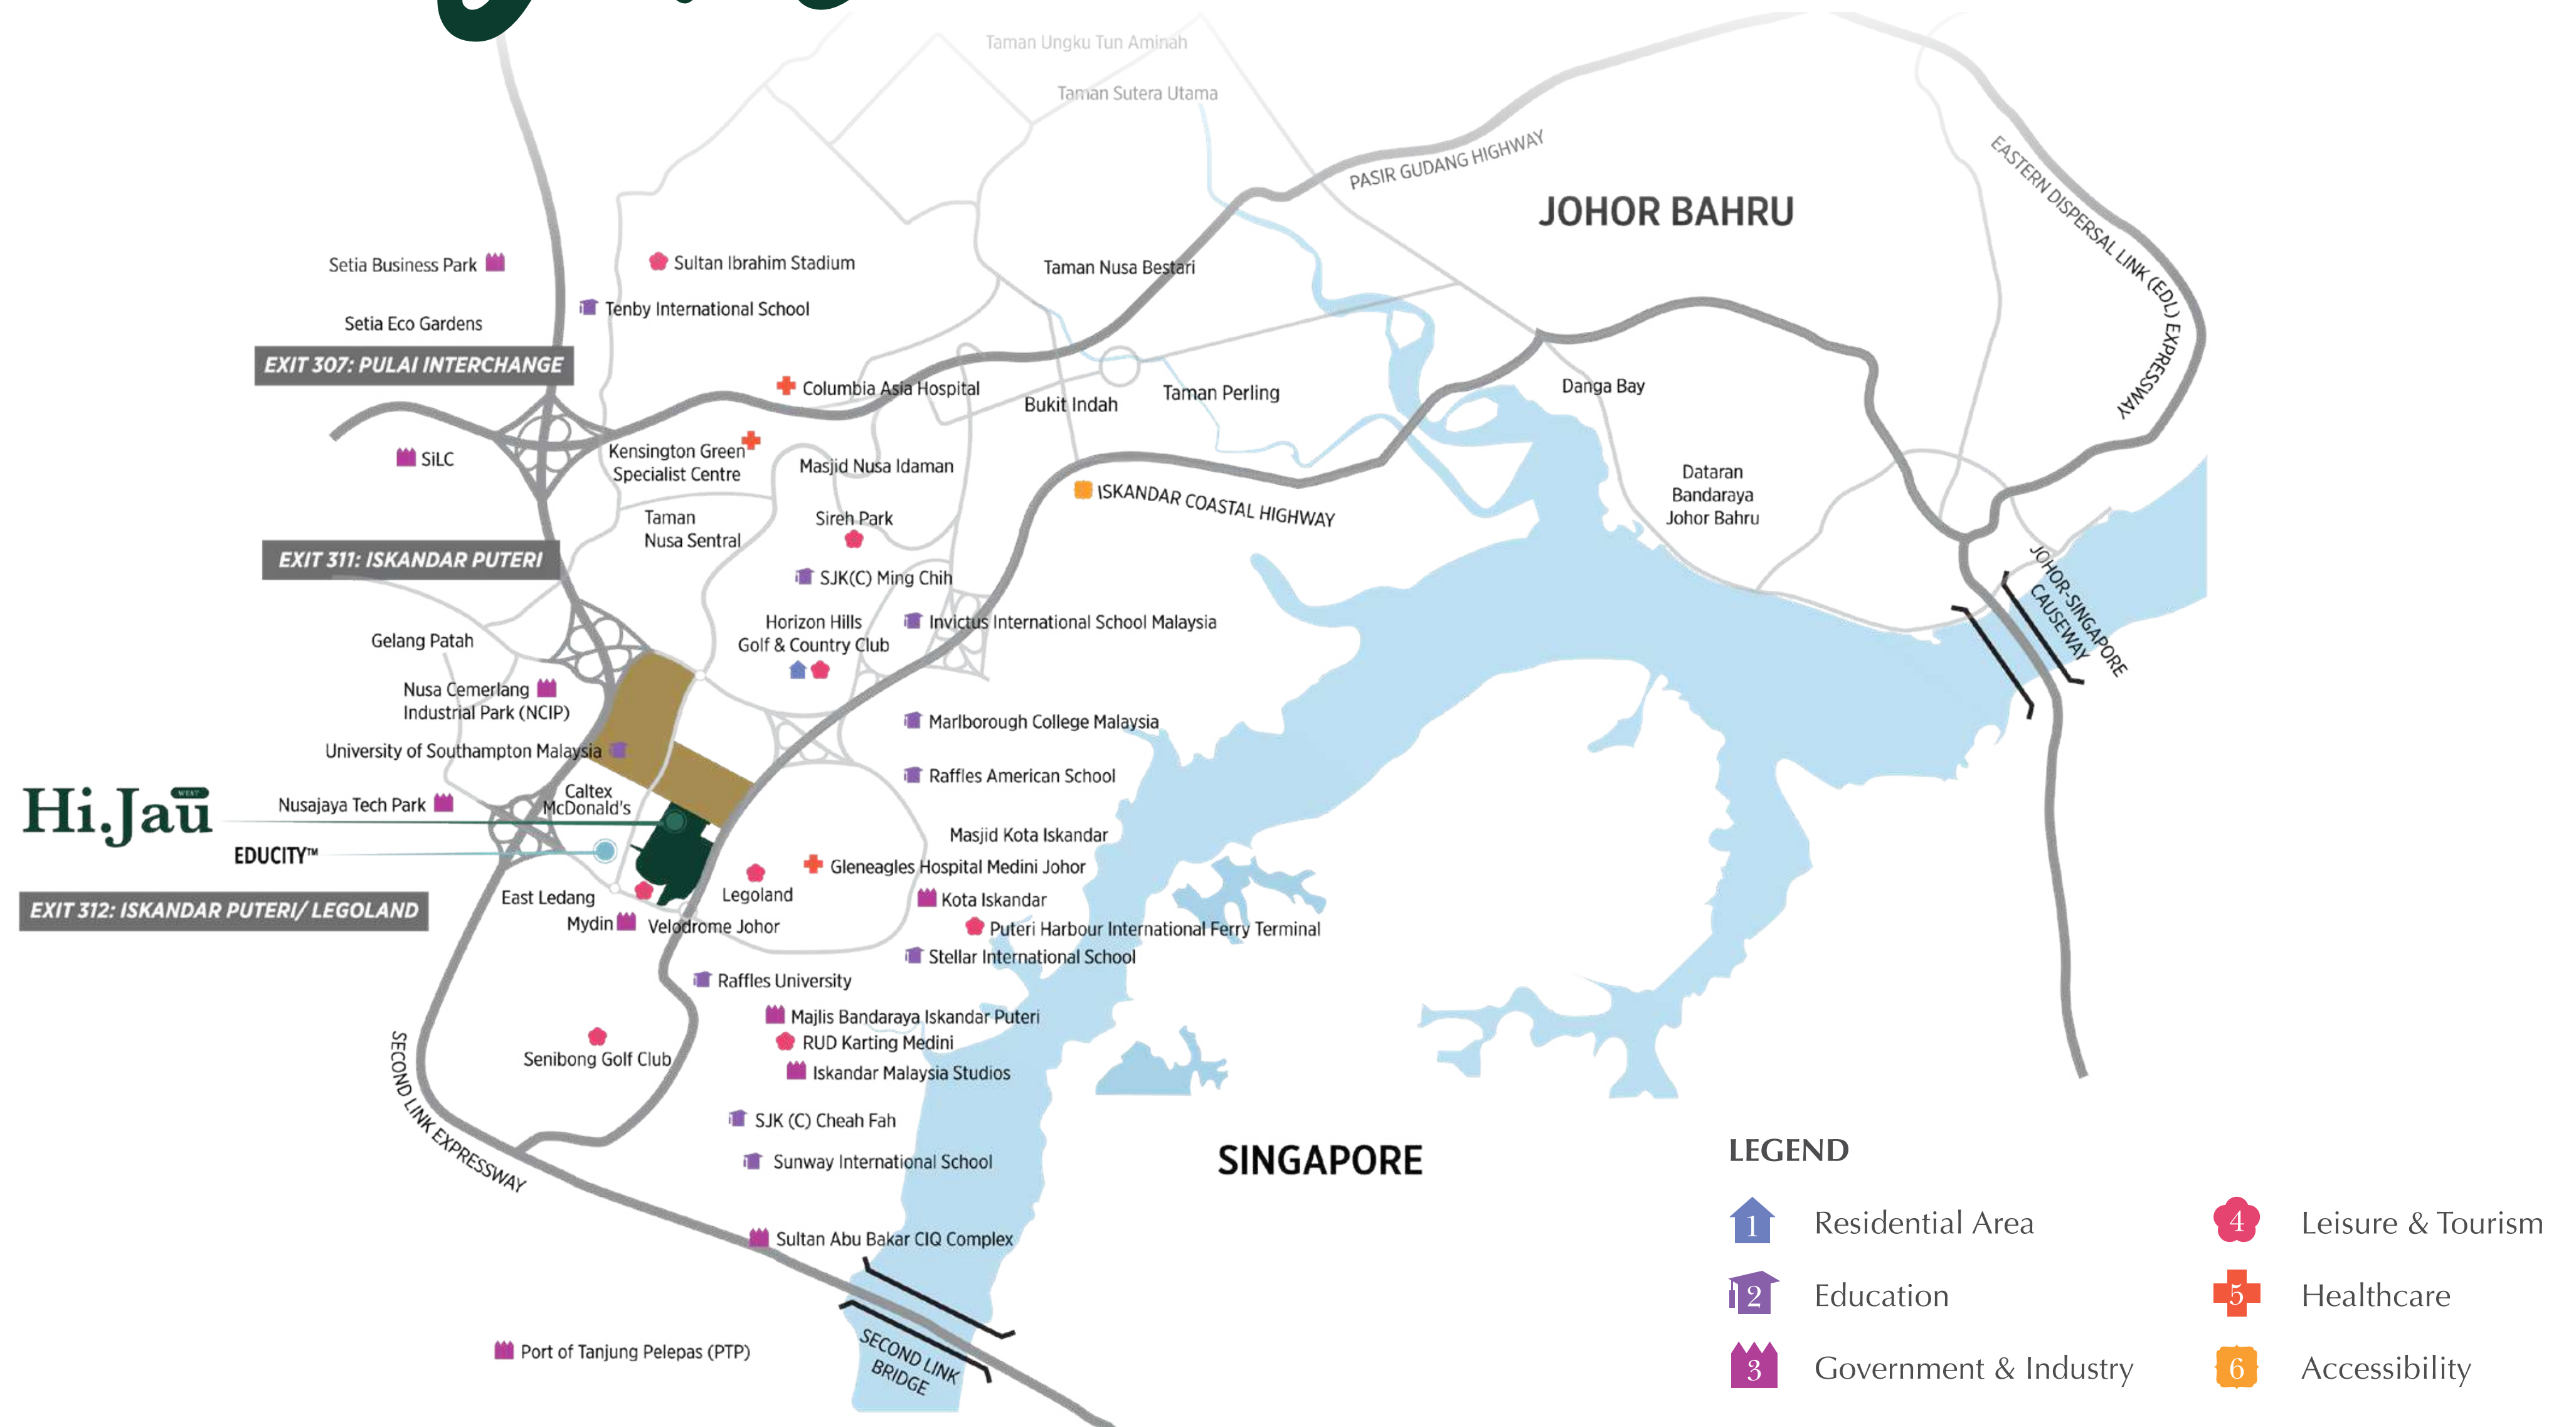 Taman Ungku Tun Aminah
Taman Sutera Utama
PASIR GUDANG HIGHWAY
EASTERN DISPERSAL LINK (EDL) EXPRESSWAY
JOHOR BAHRU
Setia Business Park
Sultan Ibrahim Stadium
Taman Nusa Bestari
Tenby International School
Setia Eco Gardens
EXIT 307: PULAI INTERCHANGE
Columbia Asia Hospital
Bukit Indah
Taman Perling
Danga Bay
SiLC
Kensington Green
Specialist Centre
Masjid Nusa Idaman
ISKANDAR COASTAL HIGHWAY
Dataran
Bandaraya
Johor Bahru
Taman
Nusa Sentral
Sireh Park
EXIT 311: ISKANDAR PUTERI
SJK(C) Ming Chih
JOHOR-SINGAPORE
CAUSEWAY
Horizon Hills
Golf & Country Club
Invictus International School Malaysia
Gelang Patah
Nusa Cemerlang
Industrial Park (NCIP)
Marlborough College Malaysia
University of Southampton Malaysia
Raffles American School
Hi.Jau
WEST
Nusajaya Tech Park
Caltex
McDonald's
Masjid Kota Iskandar
EDUCITY™
Gleneagles Hospital Medini Johor
EXIT 312: ISKANDAR PUTERI/ LEGOLAND
East Ledang
Legoland
Kota Iskandar
Mydin
Velodrome Johor
Puteri Harbour International Ferry Terminal
Stellar International School
Raffles University
Majlis Bandaraya Iskandar Puteri
RUD Karting Medini
Senibong Golf Club
Iskandar Malaysia Studios
SECOND LINK EXPRESSWAY
SJK (C) Cheah Fah
Sunway International School
SINGAPORE
Sultan Abu Bakar CIQ Complex
Port of Tanjung Pelepas (PTP)
SECOND LINK
BRIDGE
LEGEND
1 Residential Area
2 Education
3 Government & Industry
4 Leisure & Tourism
5 Healthcare
6 Accessibility